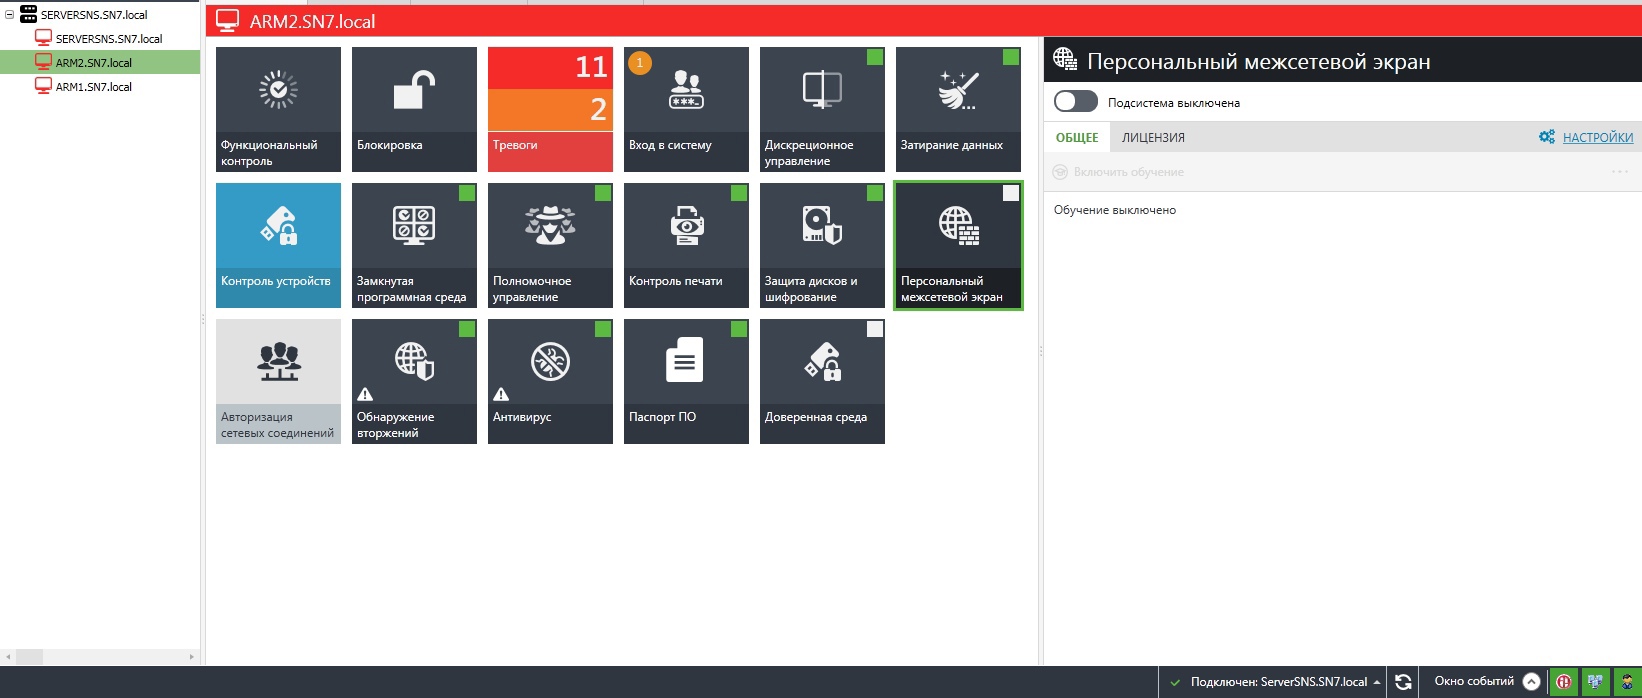 SERVERSNS.SN7.local
SERVERSNS.SN7.local
ARM2.SN7.local
ARM1.SN7.local
ARM2.SN7.local
Функциональный
контроль
Блокировка
11
2
Тревоги
1
***_
Вход в систему
Дискреционное
управление
Затирание данных
Контроль устройств
Замкнутая
программная среда
Полномочное
управление
Контроль печати
Защита дисков и
шифрование
Персональный
межсетевой экран
Авторизация
сетевых соединений
Обнаружение
вторжений
Антивирус
Паспорт ПО
Доверенная среда
Персональный межсетевой экран
Подсистема выключена
ОБЩЕЕ
ЛИЦЕНЗИЯ
НАСТРОЙКИ
Включить обучение
...
Обучение выключено
Подключен: ServerSNS.SN7.local
Окно событий